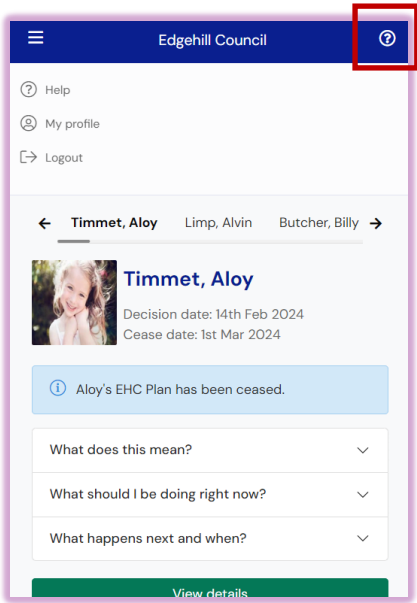 Edgehill Council
Help
My profile
Logout
Timmet, Aloy Limp, Alvin Butcher, Billy
Timmet, Aloy
Decision date: 14th Feb 2024
Cease date: 1st Mar 2024
Aloy's EHC Plan has been ceased.
What does this mean?
What should I be doing right now?
What happens next and when?
View details